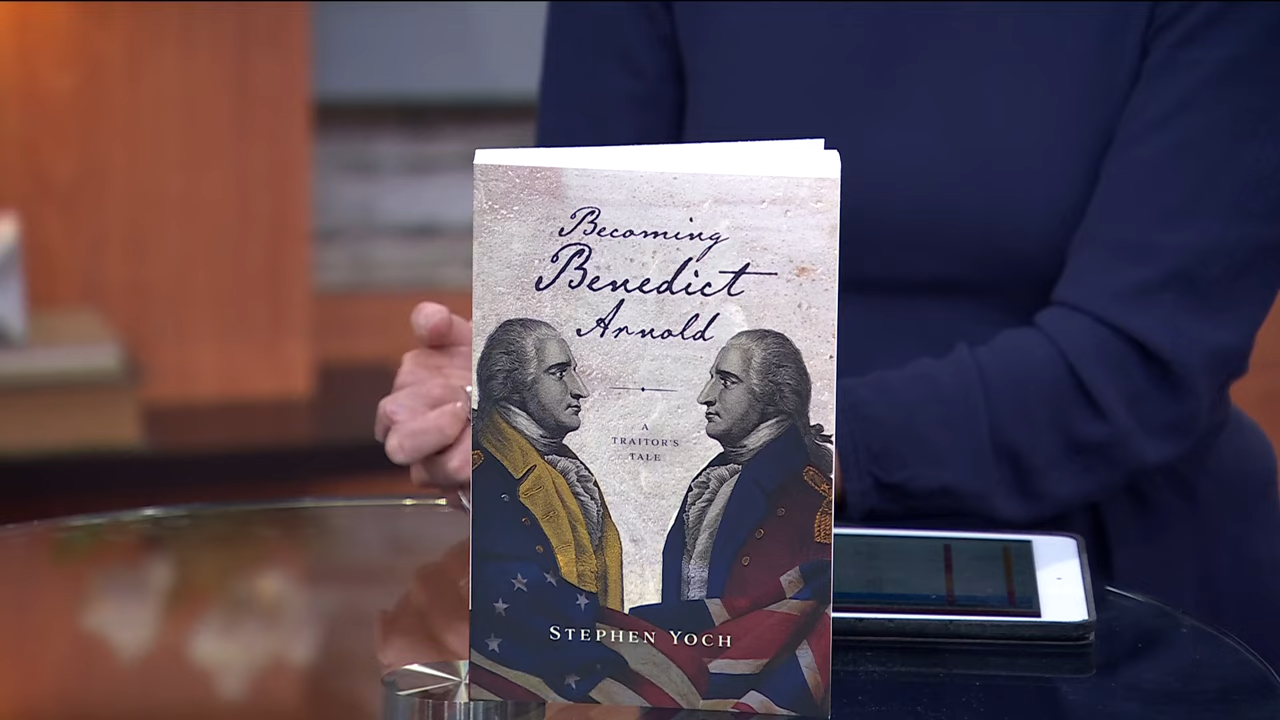 Becoming
Benedict
Arnold
A
TRAITOR'S
TALE
STEPHEN YOCH